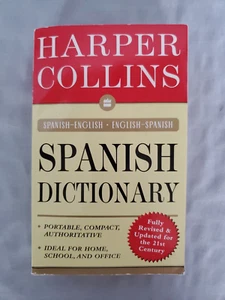 HARPER
COLLINS
SPANISH-ENGLISH • ENGLISH-SPANISH
SPANISH
DICTIONARY
• PORTABLE, COMPACT,
AUTHORITATIVE
• IDEAL FOR HOME,
SCHOOL, AND OFFICE
Fully
Revised &
Updated for
the 21st
Century